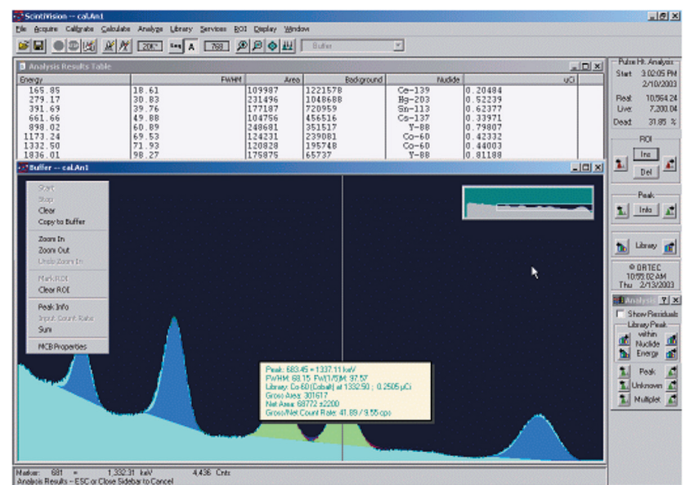 ScintiVision -- cal.An1
File Acquire Calibrate Calculate Analyze Library Services ROI Display Window
20K Log A 768 Buffer
Analysis Results Table
Energy FWHM Area Background Nuclide uCi
165.85 18.61 109987 1221578 Ce-139 0.20484
279.17 30.83 231496 1048688 Hg-203 0.52239
391.69 39.76 177187 720959 Sn-113 0.62377
661.66 49.88 104756 456516 Cs-137 0.33971
898.02 60.89 248681 351517 Y-88 0.79807
1173.24 69.53 124231 239081 Co-60 0.42332
1332.50 71.93 120828 195748 Co-60 0.44003
1836.01 98.27 175875 65737 Y-88 0.81188
Buffer -- cal.An1
Start
Stop
Clear
Copy to Buffer
Zoom In
Zoom Out
Undo Zoom In
Mark ROI
Clear ROI
Peak Info
Input Count Rate
Sum
MCB Properties
Peak: 683.45 = 1337.11 keV
FWHM: 68.15 FW(1/5)M: 97.57
Library: Co-60 (Cobalt) at 1332.50 ; 0.2505 µCi
Gross Area: 301617
Net Area: 68772 ±2200
Gross/Net Count Rate: 41.89 / 9.55 cps
Marker: 681 = 1,332.31 keV 4,436 Cnts
Analysis Results -- ESC or Close Sidebar to Cancel
Pulse Ht. Analysis
Start 3:02:05 PM
2/10/2003
Real: 10,564.24
Live: 7,200.04
Dead: 31.85 %
ROI
Ins
Del
Peak
Info
Library
© ORTEC
10:55:02 AM
Thu 2/13/2003
Analysis
Show Residuals
Library Peak
within
Nuclide
Energy
Peak
Unknown
Multiplet